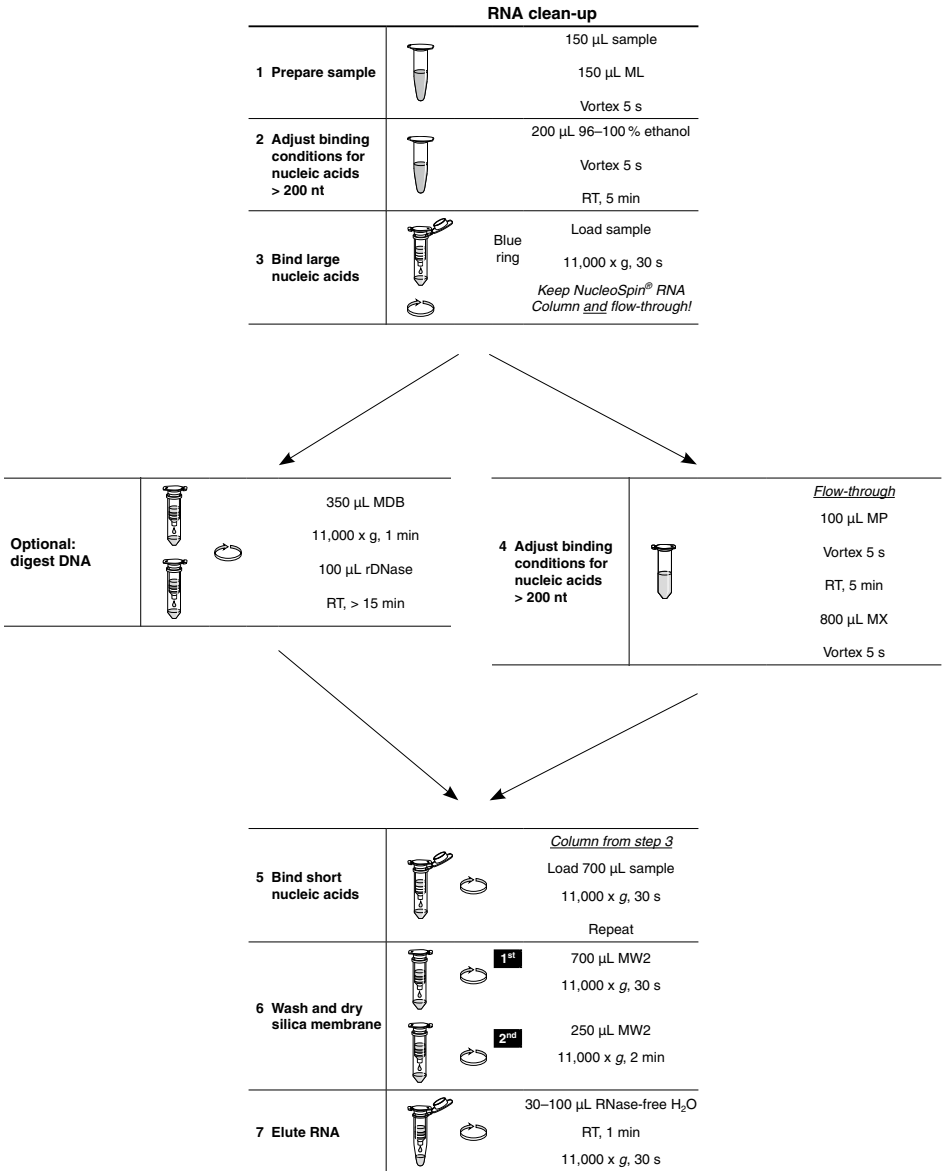 RNA clean-up
1 Prepare sample
150 µL sample
150 µL ML
Vortex 5 s
2 Adjust binding
conditions for
nucleic acids
> 200 nt
200 µL 96–100 % ethanol
Vortex 5 s
RT, 5 min
3 Bind large
nucleic acids
Blue
ring
Load sample
11,000 x g, 30 s
Keep NucleoSpin® RNA
Column and flow-through!
Optional:
digest DNA
350 µL MDB
11,000 x g, 1 min
100 µL rDNase
RT, > 15 min
4 Adjust binding
conditions for
nucleic acids
> 200 nt
Flow-through
100 µL MP
Vortex 5 s
RT, 5 min
800 µL MX
Vortex 5 s
5 Bind short
nucleic acids
Column from step 3
Load 700 µL sample
11,000 x g, 30 s
Repeat
6 Wash and dry
silica membrane
1st
700 µL MW2
11,000 x g, 30 s
2nd
250 µL MW2
11,000 x g, 2 min
7 Elute RNA
30–100 µL RNase-free H₂O
RT, 1 min
11,000 x g, 30 s